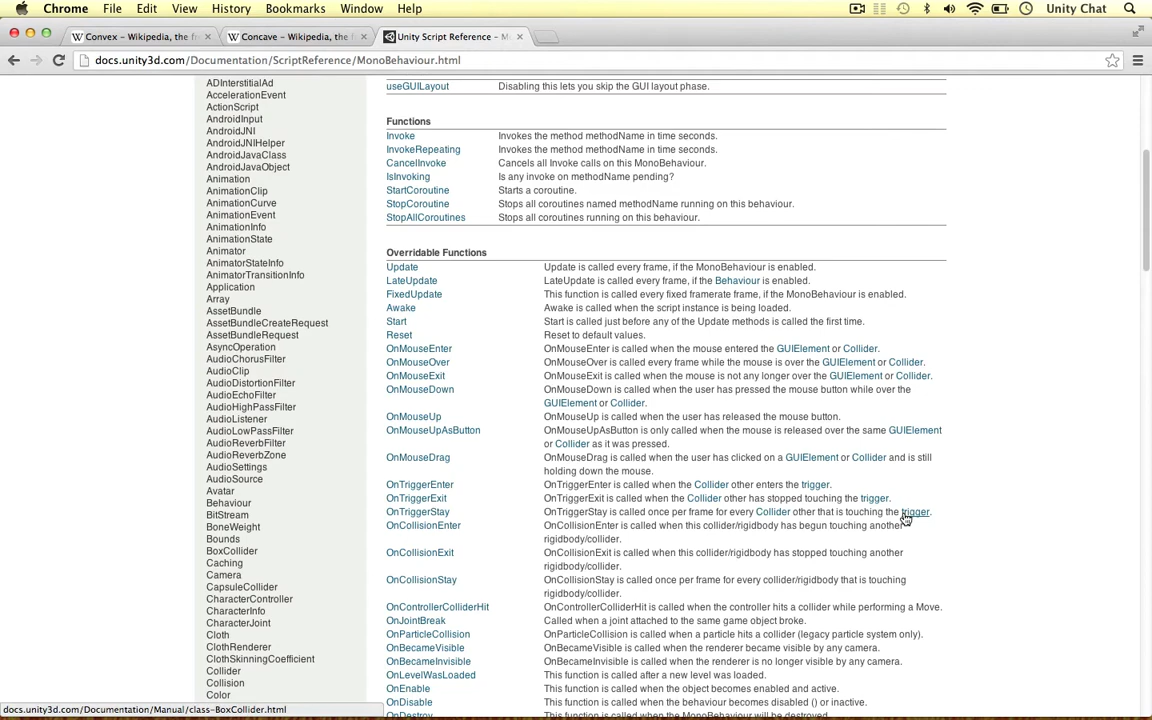 Chrome File Edit View History Bookmarks Window Help Unity Chat
Convex – Wikipedia, the f Concave – Wikipedia, the f Unity Script Reference – M
docs.unity3d.com/Documentation/ScriptReference/MonoBehaviour.html
ADInterstitialAd
AccelerationEvent
ActionScript
AndroidInput
AndroidJNI
AndroidJNIHelper
AndroidJavaClass
AndroidJavaObject
Animation
AnimationClip
AnimationCurve
AnimationEvent
AnimationInfo
AnimationState
Animator
AnimatorStateInfo
AnimatorTransitionInfo
Application
Array
AssetBundle
AssetBundleCreateRequest
AssetBundleRequest
AsyncOperation
AudioChorusFilter
AudioClip
AudioDistortionFilter
AudioEchoFilter
AudioHighPassFilter
AudioListener
AudioLowPassFilter
AudioReverbFilter
AudioReverbZone
AudioSettings
AudioSource
Avatar
Behaviour
BitStream
BoneWeight
Bounds
BoxCollider
Caching
Camera
CapsuleCollider
CharacterController
CharacterInfo
CharacterJoint
Cloth
ClothRenderer
ClothSkinningCoefficient
Collider
Collision
Color
useGUILayout Disabling this lets you skip the GUI layout phase.
Functions
Invoke Invokes the method methodName in time seconds.
InvokeRepeating Invokes the method methodName in time seconds.
CancelInvoke Cancels all Invoke calls on this MonoBehaviour.
IsInvoking Is any invoke on methodName pending?
StartCoroutine Starts a coroutine.
StopCoroutine Stops all coroutines named methodName running on this behaviour.
StopAllCoroutines Stops all coroutines running on this behaviour.
Overridable Functions
Update Update is called every frame, if the MonoBehaviour is enabled.
LateUpdate LateUpdate is called every frame, if the Behaviour is enabled.
FixedUpdate This function is called every fixed framerate frame, if the MonoBehaviour is enabled.
Awake Awake is called when the script instance is being loaded.
Start Start is called just before any of the Update methods is called the first time.
Reset Reset to default values.
OnMouseEnter OnMouseEnter is called when the mouse entered the GUIElement or Collider.
OnMouseOver OnMouseOver is called every frame while the mouse is over the GUIElement or Collider.
OnMouseExit OnMouseExit is called when the mouse is not any longer over the GUIElement or Collider.
OnMouseDown OnMouseDown is called when the user has pressed the mouse button while over the
GUIElement or Collider.
OnMouseUp OnMouseUp is called when the user has released the mouse button.
OnMouseUpAsButton OnMouseUpAsButton is only called when the mouse is released over the same GUIElement
or Collider as it was pressed.
OnMouseDrag OnMouseDrag is called when the user has clicked on a GUIElement or Collider and is still
holding down the mouse.
OnTriggerEnter OnTriggerEnter is called when the Collider other enters the trigger.
OnTriggerExit OnTriggerExit is called when the Collider other has stopped touching the trigger.
OnTriggerStay OnTriggerStay is called once per frame for every Collider other that is touching the trigger.
OnCollisionEnter OnCollisionEnter is called when this collider/rigidbody has begun touching another
rigidbody/collider.
OnCollisionExit OnCollisionExit is called when this collider/rigidbody has stopped touching another
rigidbody/collider.
OnCollisionStay OnCollisionStay is called once per frame for every collider/rigidbody that is touching
rigidbody/collider.
OnControllerColliderHit OnControllerColliderHit is called when the controller hits a collider while performing a Move.
OnJointBreak Called when a joint attached to the same game object broke.
OnParticleCollision OnParticleCollision is called when a particle hits a collider (legacy particle system only).
OnBecameVisible OnBecameVisible is called when the renderer became visible by any camera.
OnBecameInvisible OnBecameInvisible is called when the renderer is no longer visible by any camera.
OnLevelWasLoaded This function is called after a new level was loaded.
OnEnable This function is called when the object becomes enabled and active.
OnDisable This function is called when the behaviour becomes disabled () or inactive.
OnDestroy This function is called when the MonoBehaviour will be destroyed.
docs.unity3d.com/Documentation/Manual/class-BoxCollider.html